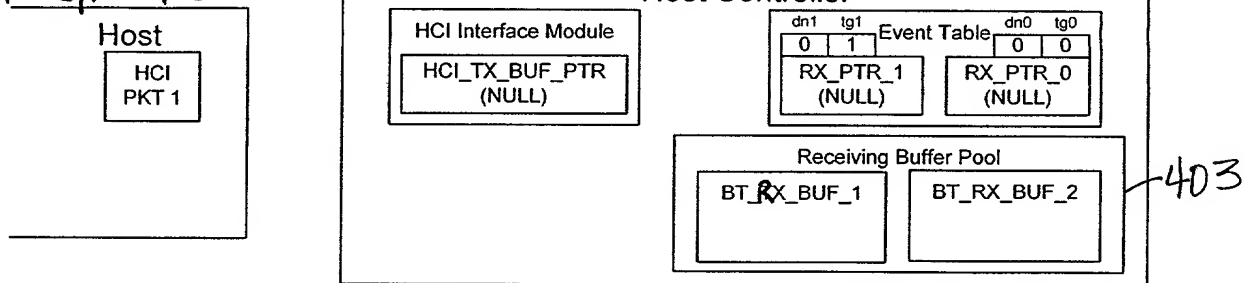 Host
HCI
PKT 1
HCI Interface Module
HCI_TX_BUF_PTR
(NULL)
dn1 tg1
0 1
Event Table
dn0 tg0
0 0
RX_PTR_1
(NULL)
RX_PTR_0
(NULL)
Receiving Buffer Pool
BT_RX_BUF_1
BT_RX_BUF_2
403